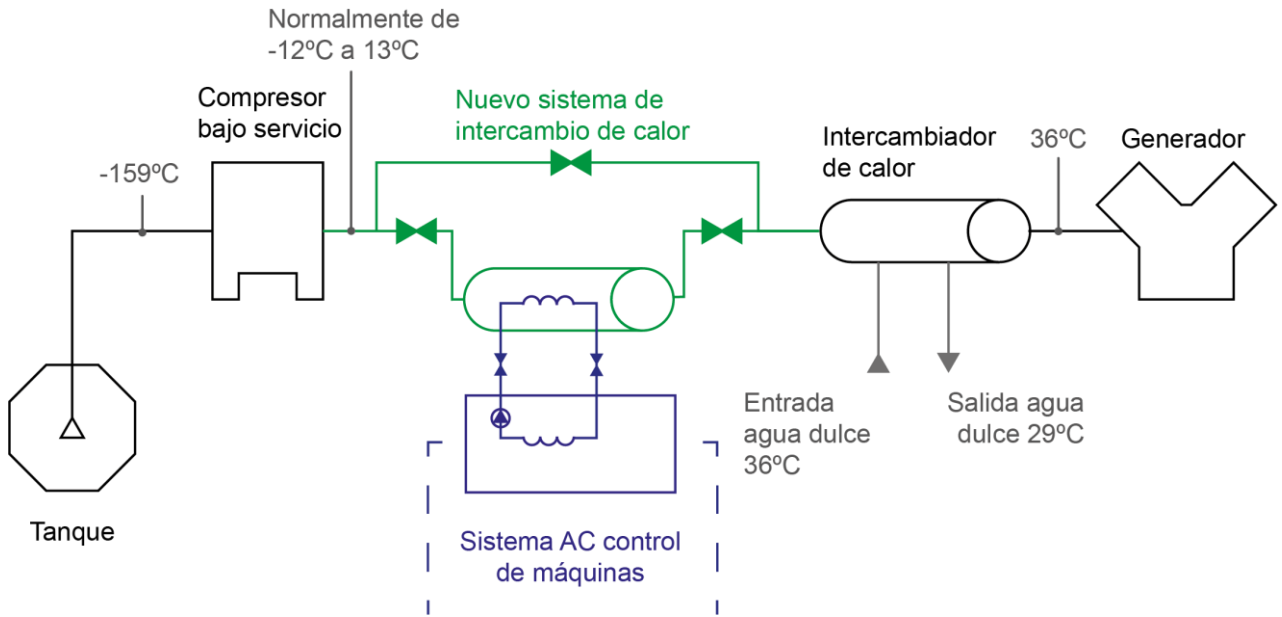 Normalmente de
-12ºC a 13ºC
Compresor
bajo servicio
-159ºC
Nuevo sistema de
intercambio de calor
Intercambiador
de calor
36ºC
Generador
Entrada
agua dulce
36ºC
Salida agua
dulce 29ºC
Tanque
Sistema AC control
de máquinas